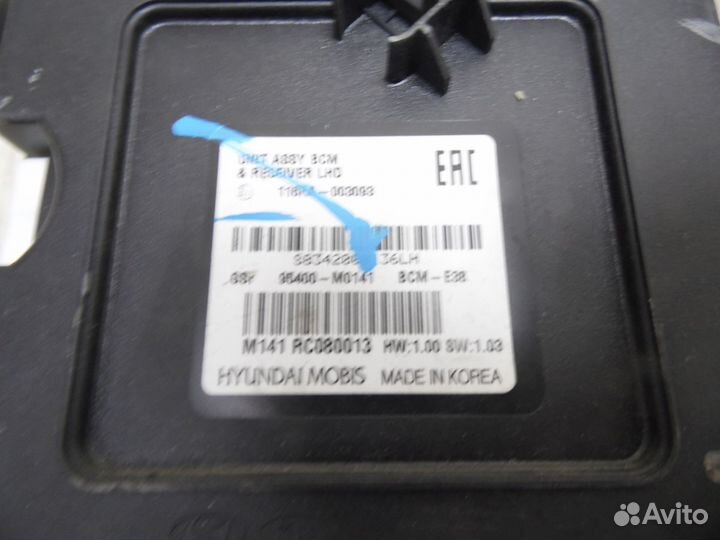 UNIT ASSY BCM
& RECEIVER LHD
EAC
003093
95400-M0141 BCM-E38
M141 RC080013 HW:1.00 SW:1.03
HYUNDAI MOBIS MADE IN KOREA
Avito